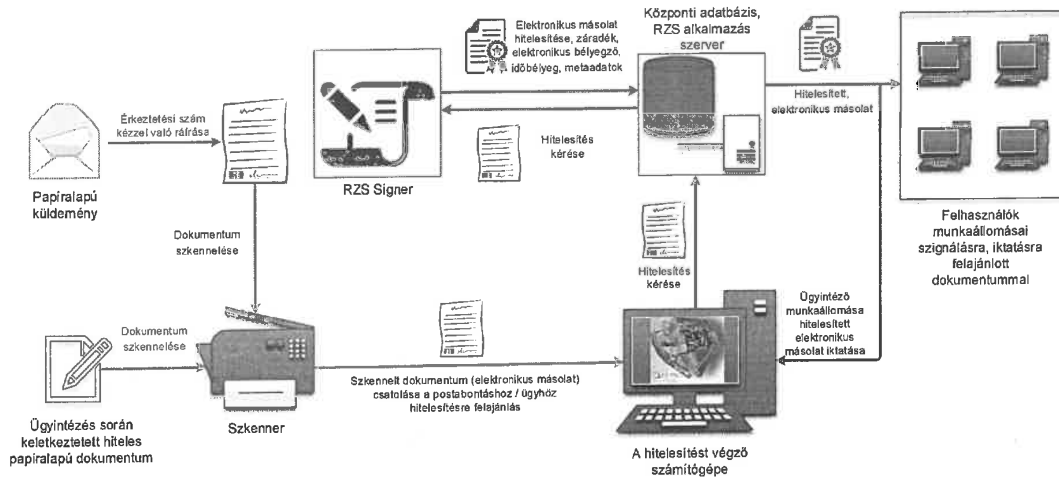 Elektronikus másolat
hitelesítése, záradék,
elektronikus bélyegző,
időbélyeg, metaadatok
Központi adatbázis,
RZS alkalmazás
szerver
Hitelesített,
elektronikus másolat
Érkeztetési szám
kézzel való ráírása
Papíralapú
küldemény
RZS Signer
Hitelesítés
kérése
Felhasználók
munkaállomásai
szignálásra, iktatásra
felajánlott
dokumentummal
Dokumentum
szkennelése
Hitelesítés
kérése
Dokumentum
szkennelése
Ügyintéző
munkaállomása
hitelesített
elektronikus
másolat iktatása
Szkennelt dokumentum (elektronikus másolat)
csatolása a postabontáshoz / ügyhöz
hitelesítésre felajánlás
Szkenner
Ügyintézés során
keletkeztetett hiteles
papíralapú dokumentum
A hitelesítést végző
számítógépe